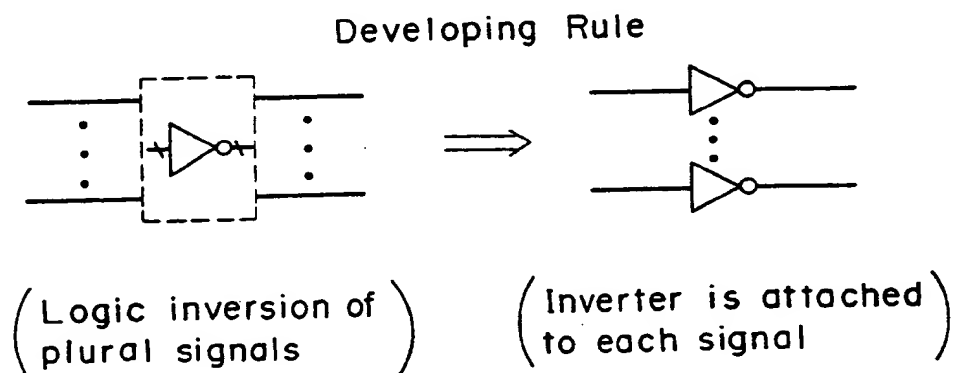 Developing Rule
(Logic inversion of
plural signals)
(Inverter is attached
to each signal)